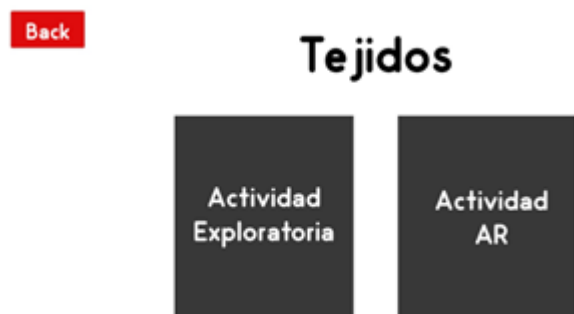 Back
Tejidos
Actividad
Exploratoria
Actividad
AR